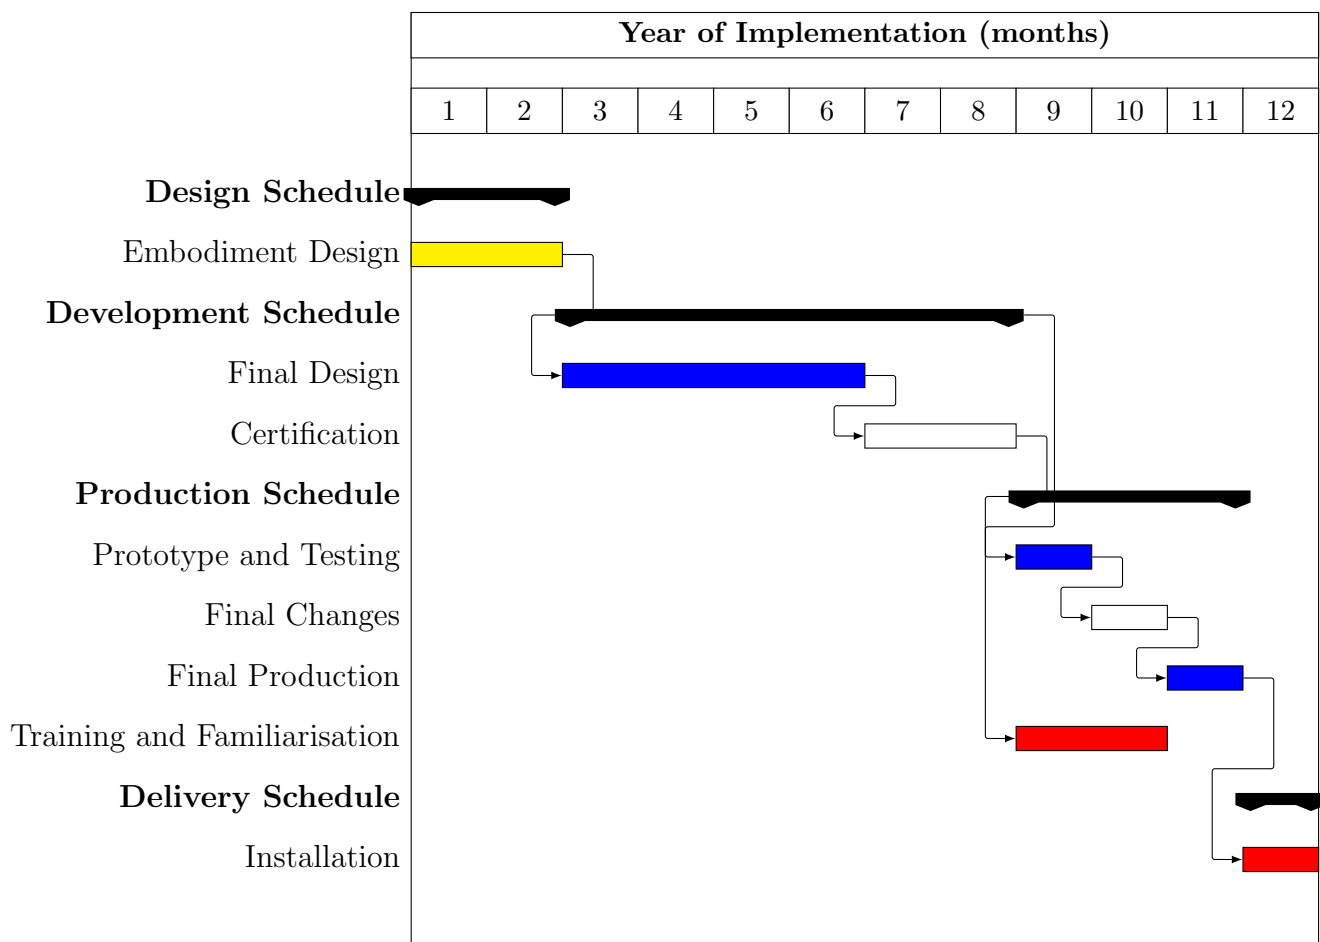 Year of Implementation (months)
1 2 3 4 5 6 7 8 9 10 11 12
Design Schedule
Embodiment Design
Development Schedule
Final Design
Certification
Production Schedule
Prototype and Testing
Final Changes
Final Production
Training and Familiarisation
Delivery Schedule
Installation